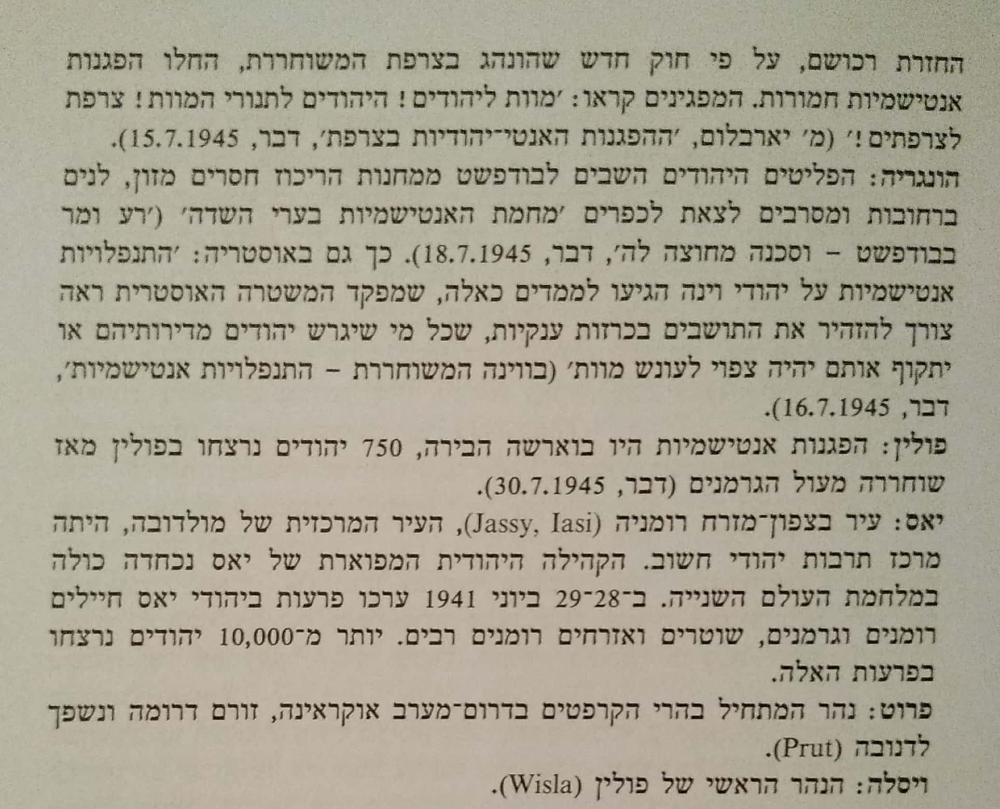 החזרת רכושם, על פי חוק חדש שהונהג בצרפת המשוחררת, החלו הפגנות
אנטישמיות חמורות. המפגינים קראו: ׳מוות ליהודים! היהודים לתנורי המוות! צרפת
לצרפתים!׳ (מ׳ יארבלום, ׳ההפגנות האנטי־יהודיות בצרפת׳, דבר, 15.7.1945).
הונגריה: הפליטים היהודים השבים לבודפשט ממחנות הריכוז חסרים מזון, לנים
ברחובות ומסרבים לצאת לכפרים ׳מחמת האנטישמיות בערי השדה׳ (׳רע ומר
בבודפשט – וסכנה מחוצה לה׳, דבר, 18.7.1945). כך גם באוסטריה: ׳התנפלויות
אנטישמיות על יהודי וינה הגיעו לממדים כאלה, שמפקד המשטרה האוסטרית ראה
צורך להזהיר את התושבים בכרזות ענקיות, שכל מי שיגרש יהודים מדירותיהם או
יתקוף אותם יהיה צפוי לעונש מוות׳ (בווינה המשוחררת – התנפלויות אנטישמיות׳,
דבר, 16.7.1945).
פולין: הפגנות אנטישמיות היו בוארשה הבירה, 750 יהודים נרצחו בפולין מאז
שוחררה מעול הגרמנים (דבר, 30.7.1945).
יאס: עיר בצפון־מזרח רומניה (Jassy, Iasi), העיר המרכזית של מולדובה, היתה
מרכז תרבות יהודי חשוב. הקהילה היהודית המפוארת של יאס נכחדה כולה
במלחמת העולם השנייה. ב־28־29 ביוני 1941 ערכו פרעות ביהודי יאס חיילים
רומנים וגרמנים, שוטרים ואזרחים רומנים רבים. יותר מ־10,000 יהודים נרצחו
בפרעות האלה.
פרוט: נהר המתחיל בהרי הקרפטים בדרום־מערב אוקראינה, זורם דרומה ונשפך
לדנובה (Prut).
ויסלה: הנהר הראשי של פולין (Wisla).